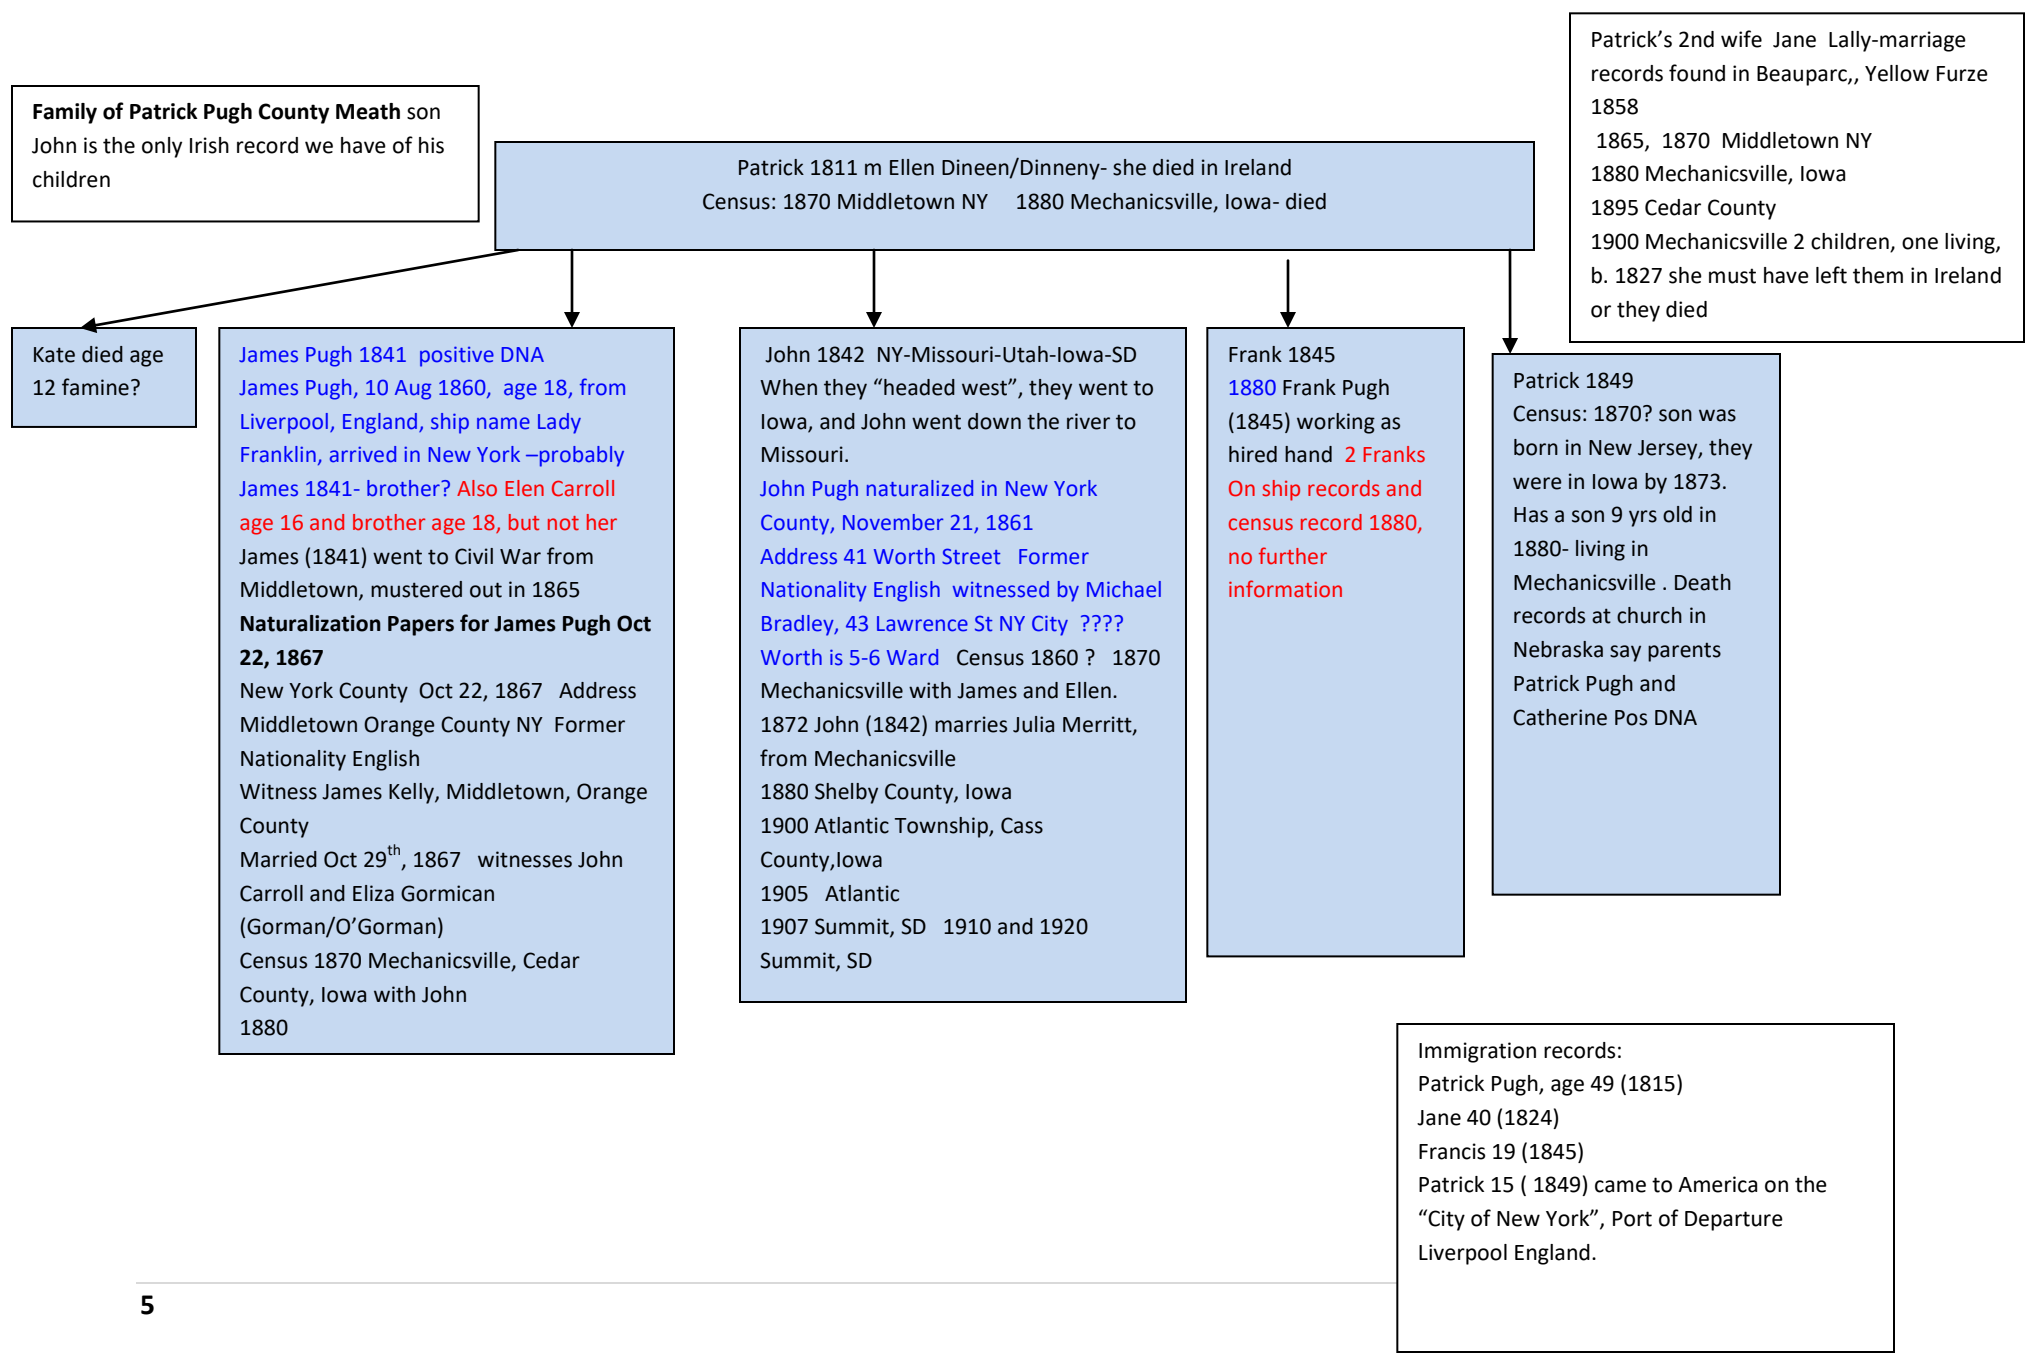 Patrick's 2nd wife  Jane  Lally-marriage
records found in Beauparc,, Yellow Furze
1858
1865,  1870  Middletown NY
1880 Mechanicsville, Iowa
1895 Cedar County
1900 Mechanicsville 2 children, one living,
b. 1827 she must have left them in Ireland
or they died
Family of Patrick Pugh County Meath son
John is the only Irish record we have of his
children
Patrick 1811 m Ellen Dineen/Dinneny- she died in Ireland
Census: 1870 Middletown NY     1880 Mechanicsville, Iowa- died
Kate died age
12 famine?
James Pugh 1841  positive DNA
James Pugh, 10 Aug 1860,  age 18, from
Liverpool, England, ship name Lady
Franklin, arrived in New York –probably
James 1841- brother? Also Elen Carroll
age 16 and brother age 18, but not her
James (1841) went to Civil War from
Middletown, mustered out in 1865
Naturalization Papers for James Pugh Oct
22, 1867
New York County  Oct 22, 1867   Address
Middletown Orange County NY  Former
Nationality English
Witness James Kelly, Middletown, Orange
County
Married Oct 29th, 1867   witnesses John
Carroll and Eliza Gormican
(Gorman/O'Gorman)
Census 1870 Mechanicsville, Cedar
County, Iowa with John
1880
John 1842  NY-Missouri-Utah-Iowa-SD
When they “headed west”, they went to
Iowa, and John went down the river to
Missouri.
John Pugh naturalized in New York
County, November 21, 1861
Address 41 Worth Street   Former
Nationality English  witnessed by Michael
Bradley, 43 Lawrence St NY City  ????
Worth is 5-6 Ward   Census 1860 ?   1870
Mechanicsville with James and Ellen.
1872 John (1842) marries Julia Merritt,
from Mechanicsville
1880 Shelby County, Iowa
1900 Atlantic Township, Cass
County,Iowa
1905   Atlantic
1907 Summit, SD   1910 and 1920
Summit, SD
Frank 1845
1880 Frank Pugh
(1845) working as
hired hand  2 Franks
On ship records and
census record 1880,
no further
information
Patrick 1849
Census: 1870? son was
born in New Jersey, they
were in Iowa by 1873.
Has a son 9 yrs old in
1880- living in
Mechanicsville . Death
records at church in
Nebraska say parents
Patrick Pugh and
Catherine Pos DNA
Immigration records:
Patrick Pugh, age 49 (1815)
Jane 40 (1824)
Francis 19 (1845)
Patrick 15 ( 1849) came to America on the
“City of New York”, Port of Departure
Liverpool England.
5